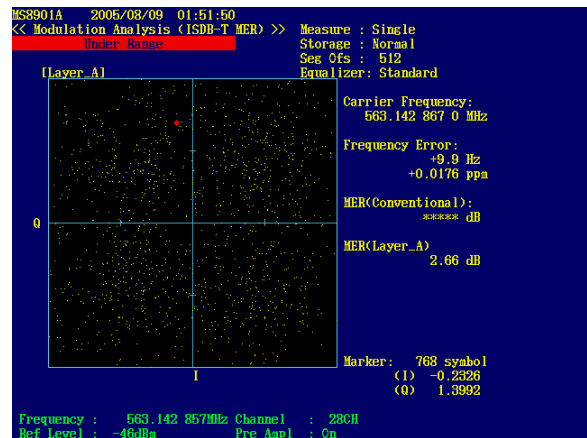 MS8901A 2005/08/09 01:51:50
<< Modulation Analysis (ISDB-T MER) >>
Under Range
Measure : Single
Storage : Normal
Seg Ofs : 512
Equalizer: Standard
[Layer_A]
Carrier Frequency:
563.142 867 0 MHz
Frequency Error:
+9.9 Hz
+0.0176 ppm
MER(Conventional):
***** dB
Q
MER(Layer_A)
2.66 dB
Marker: 768 symbol
(I) -0.2326
(Q) 1.3992
I
Frequency : 563.142 857MHz Channel : 28CH
Ref Level : -46dBm Pre Ampl : On